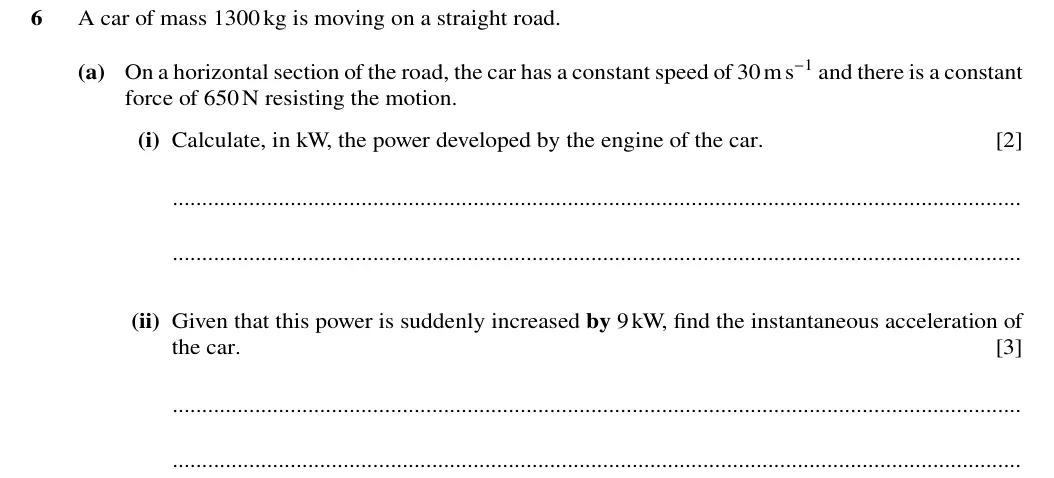 6 A car of mass 1300 kg is moving on a straight road.
(a) On a horizontal section of the road, the car has a constant speed of 30 m s⁻¹ and there is a constant
force of 650 N resisting the motion.
(i) Calculate, in kW, the power developed by the engine of the car. [2]
(ii) Given that this power is suddenly increased by 9 kW, find the instantaneous acceleration of
the car. [3]